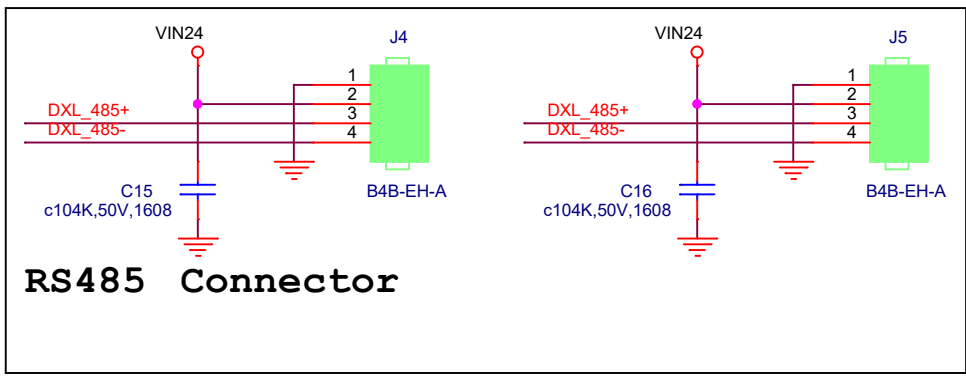 VIN24
J4
1
2
3
4
DXL_485+
DXL_485-
C15
c104K,50V,1608
B4B-EH-A
VIN24
J5
1
2
3
4
DXL_485+
DXL_485-
C16
c104K,50V,1608
B4B-EH-A
RS485 Connector